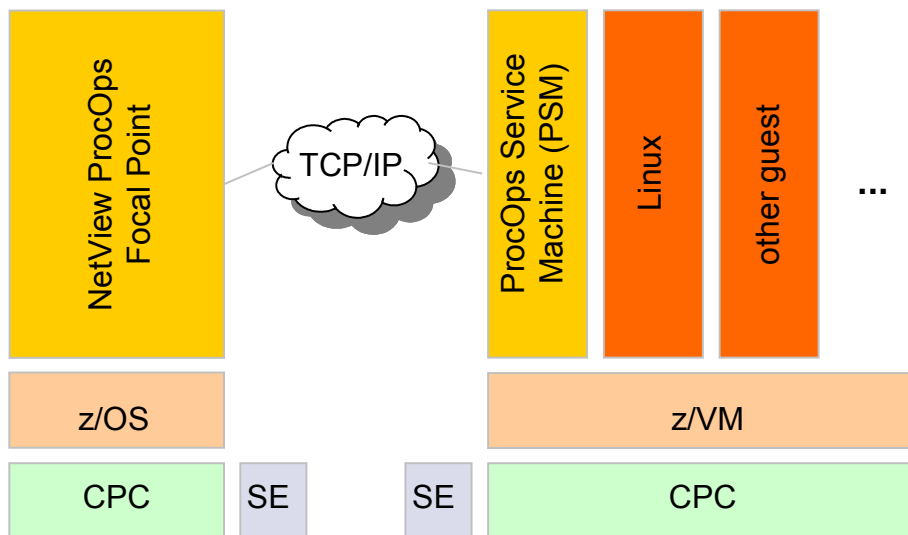 NetView ProcOps
Focal Point
TCP/IP
ProcOps Service
Machine (PSM)
Linux
other guest
...
z/OS
z/VM
CPC
SE
SE
CPC